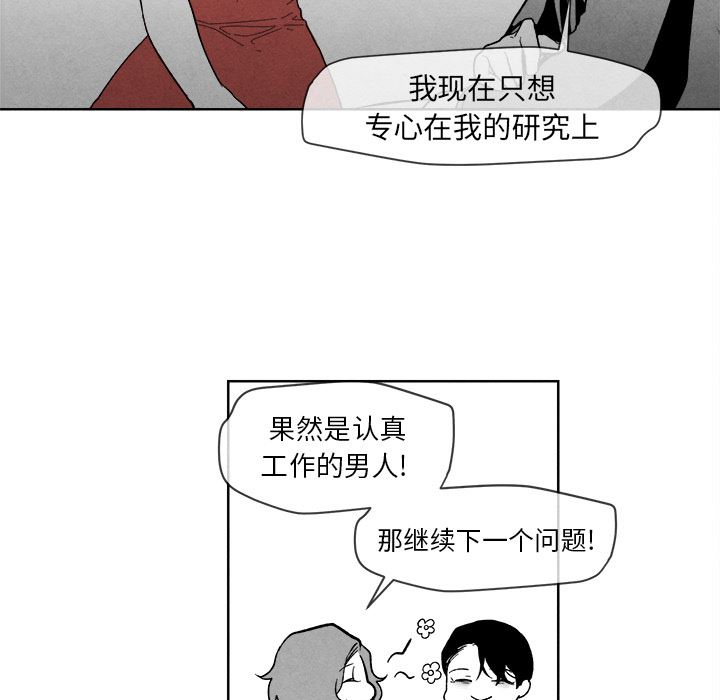 我现在只想
专心在我的研究上
果然是认真
工作的男人!
那继续下一个问题!